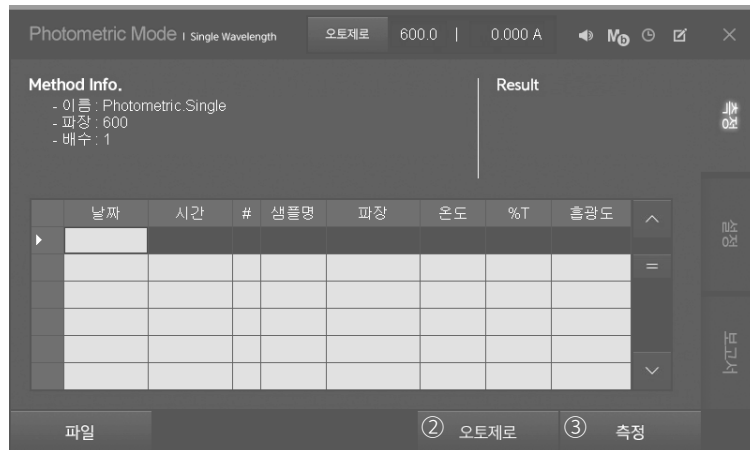 Photometric Mode | Single Wavelength 오토제로 600.0 | 0.000 A Mb
Method Info.
- 이름 : Photometric.Single
- 파장 : 600
- 배수 : 1
Result
측정
날짜 시간 # 샘플명 파장 온도 %T 흡광도
설정
보고서
파일 ② 오토제로 ③ 측정